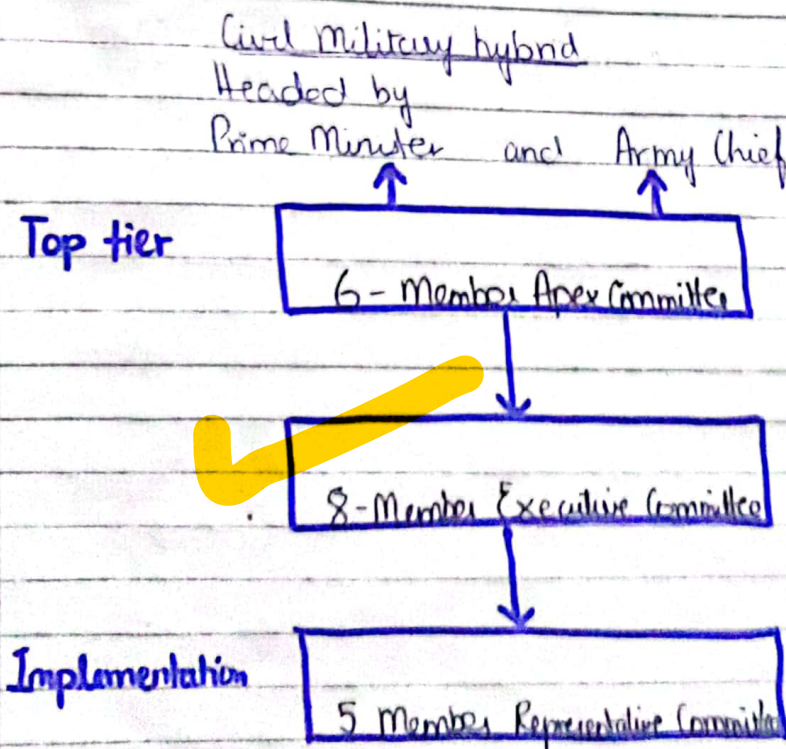 Civil Military hybrid
Headed by
Prime Minister and Army Chief
Top tier
6 - Member Apex Committee
8 - Member Executive Committee
Implementation
5 Member Representative Committee